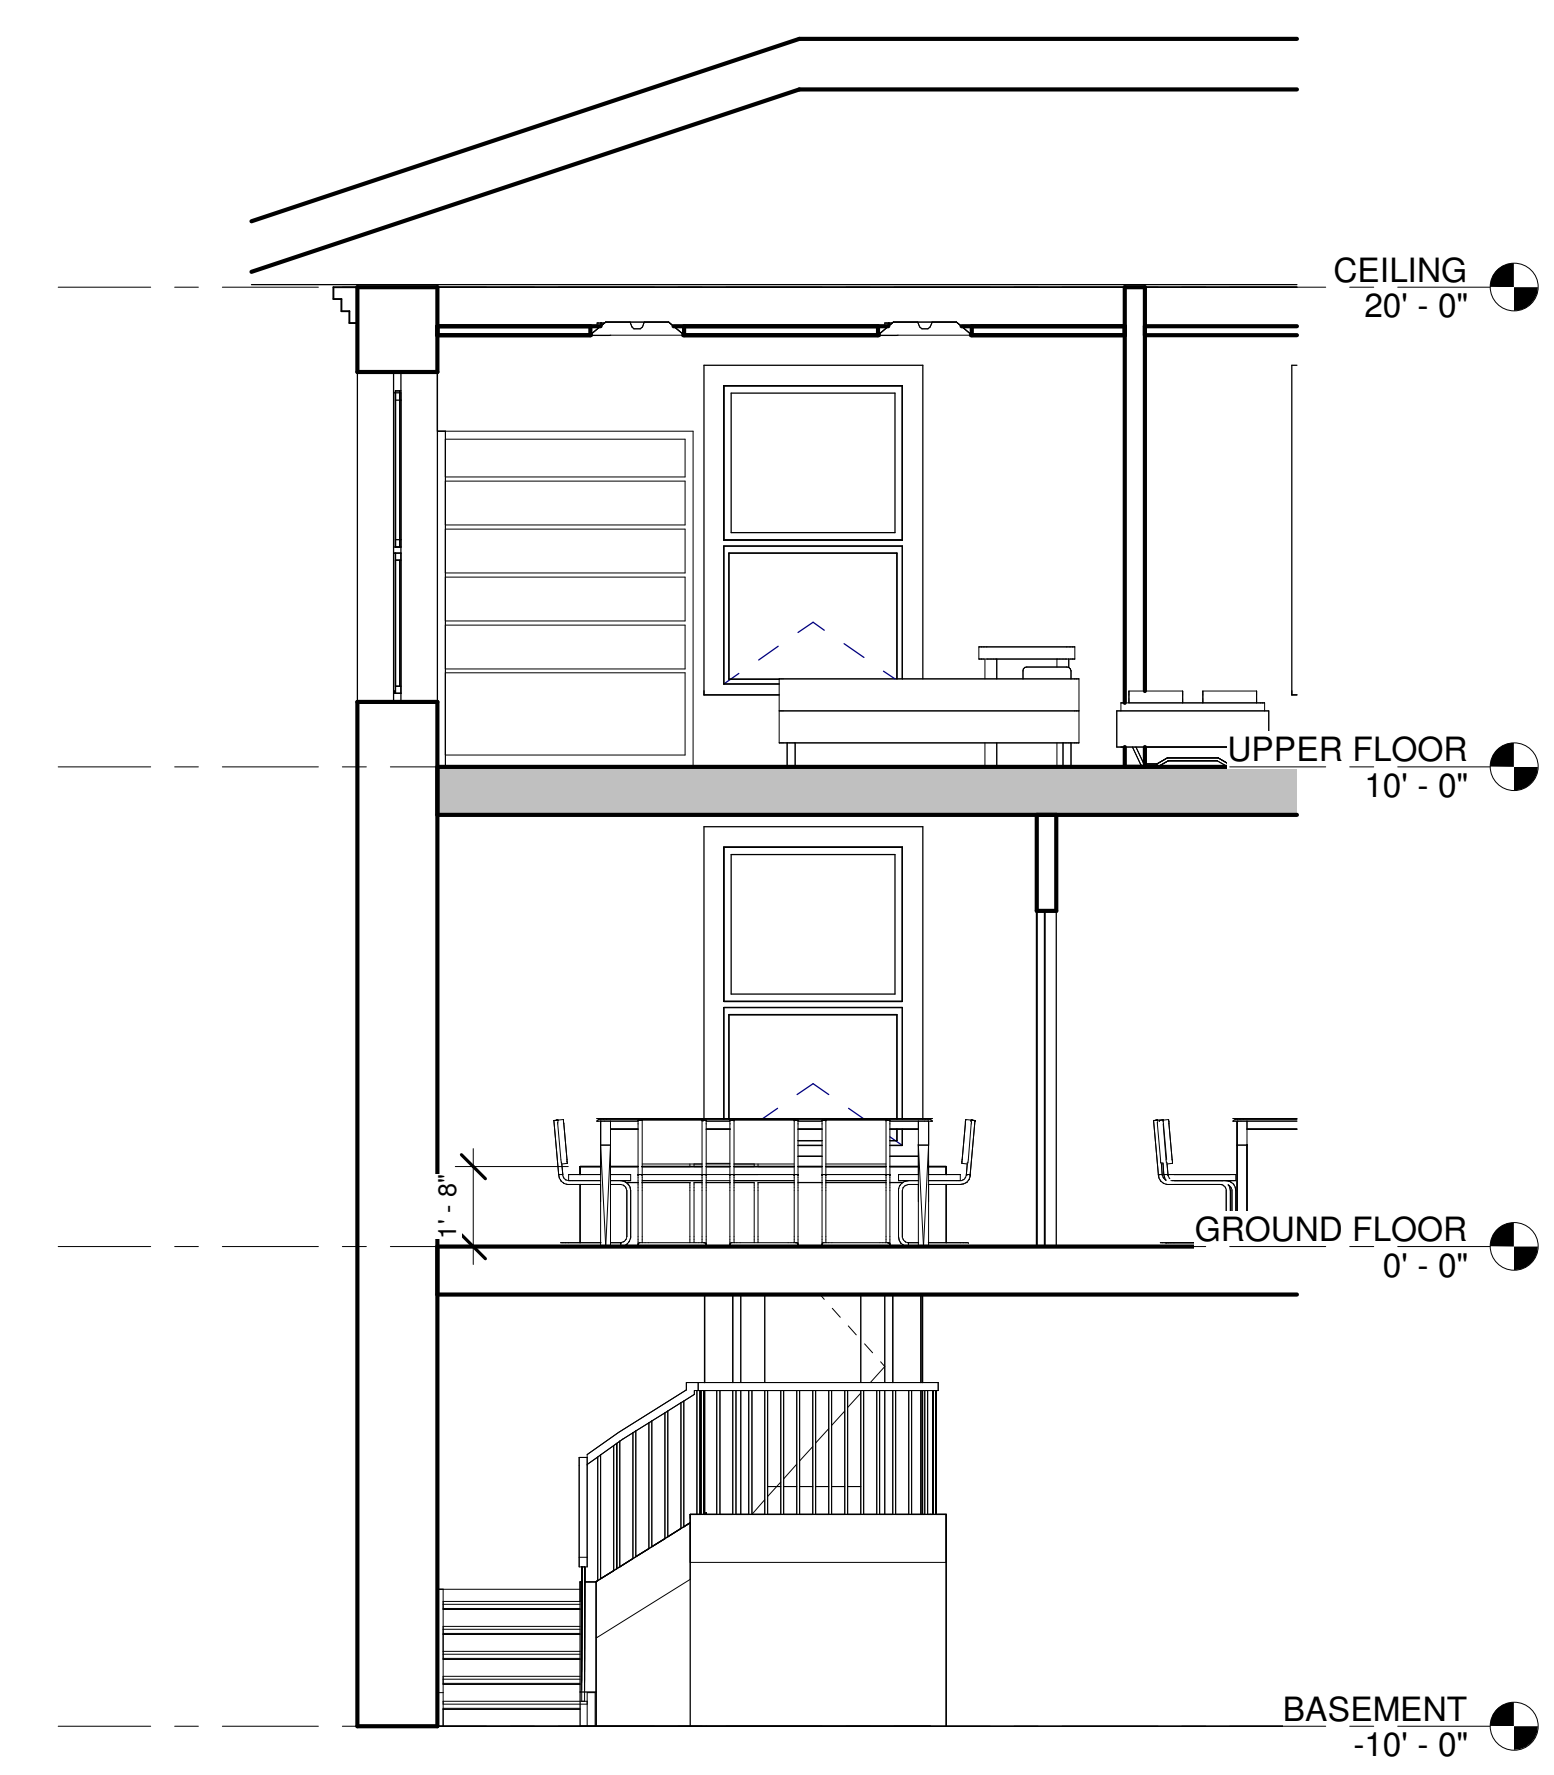 CEILING
20' - 0"
UPPER FLOOR
10' - 0"
1' - 8"
GROUND FLOOR
0' - 0"
BASEMENT
-10' - 0"